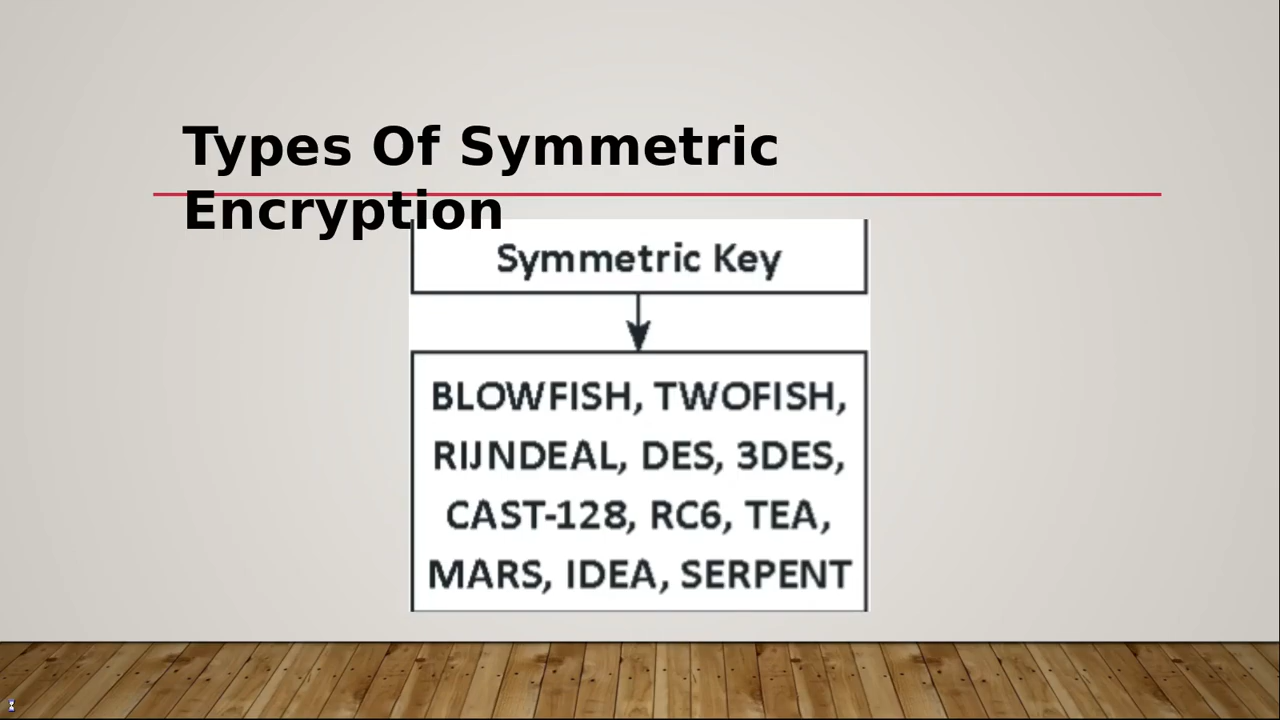 Types Of Symmetric
Encryption
Symmetric Key
BLOWFISH, TWOFISH,
RIJNDEAL, DES, 3DES,
CAST-128, RC6, TEA,
MARS, IDEA, SERPENT